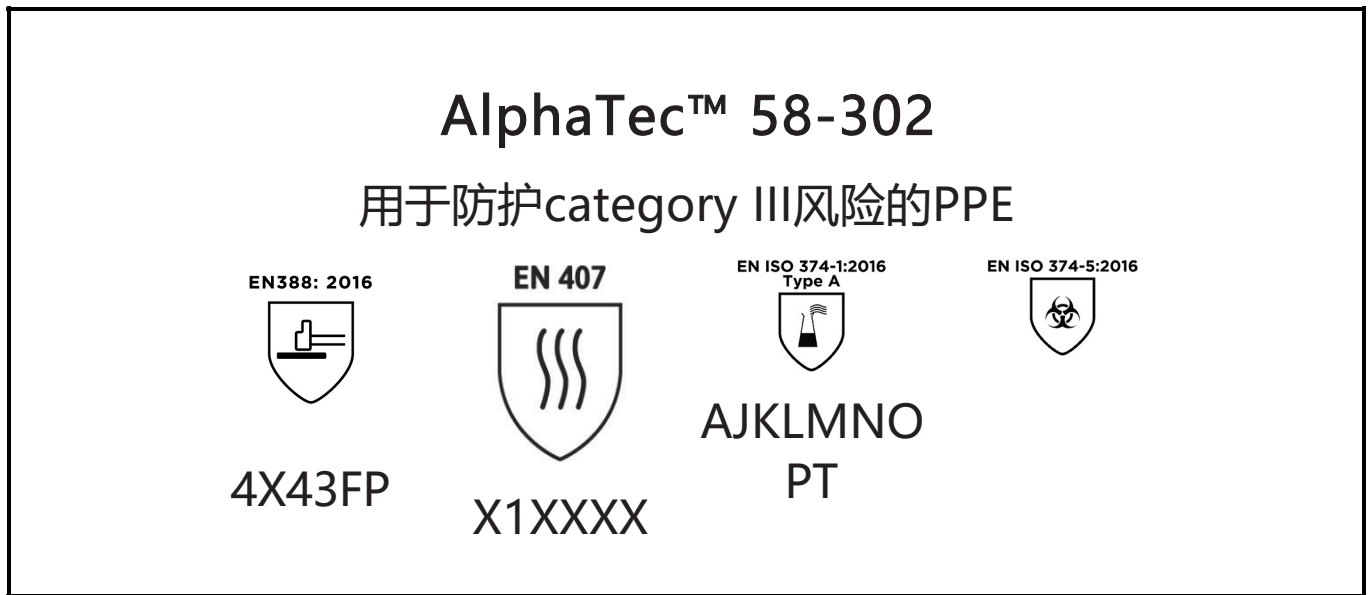 AlphaTec™ 58-302
用于防护category III风险的PPE
EN388: 2016
4X43FP
EN 407
X1XXXX
EN ISO 374-1:2016
Type A
AJKLMNO
PT
EN ISO 374-5:2016